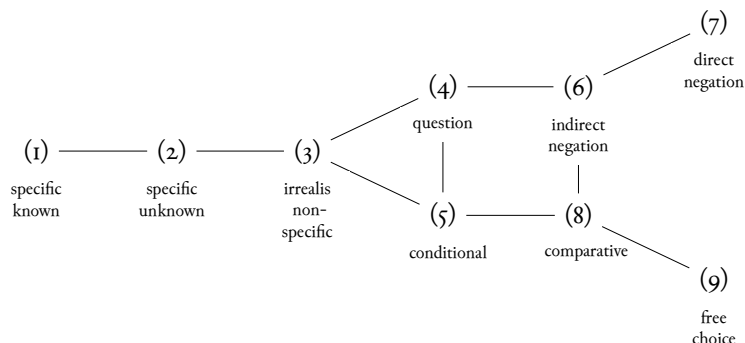 (7)
direct
negation
(4)
question
(6)
indirect
negation
(1)
specific
known
(2)
specific
unknown
(3)
irrealis
non-
specific
(5)
conditional
(8)
comparative
(9)
free
choice